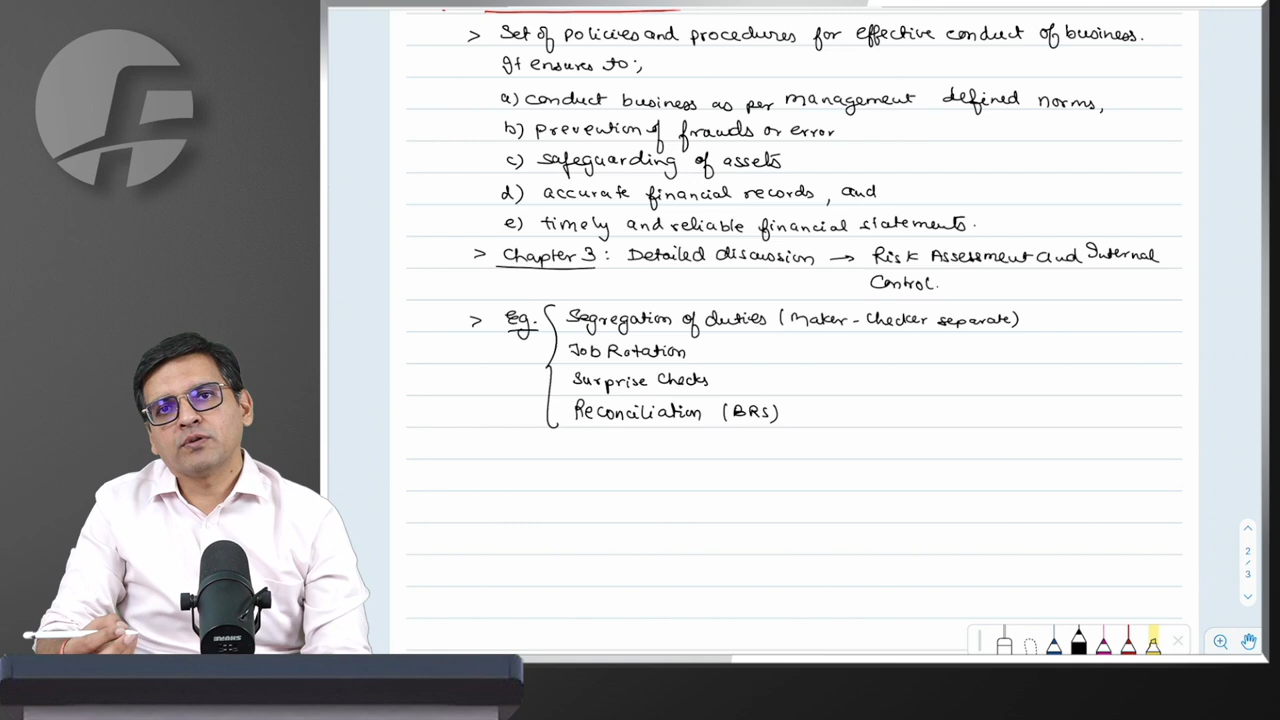 > Set of policies and procedures for effective conduct of business.
It ensures to:,
a) conduct business as per management defined norms,
b) prevention of frauds or error
c) safeguarding of assets
d) accurate financial records, and
e) timely and reliable financial statements.
> Chapter 3: Detailed discussion → Risk Assessment and Internal
Control.
> Eg. Segregation of duties (Maker-checker separate)
Job Rotation
Surprise checks
Reconciliation (BRS)
2
/
3
SHURE